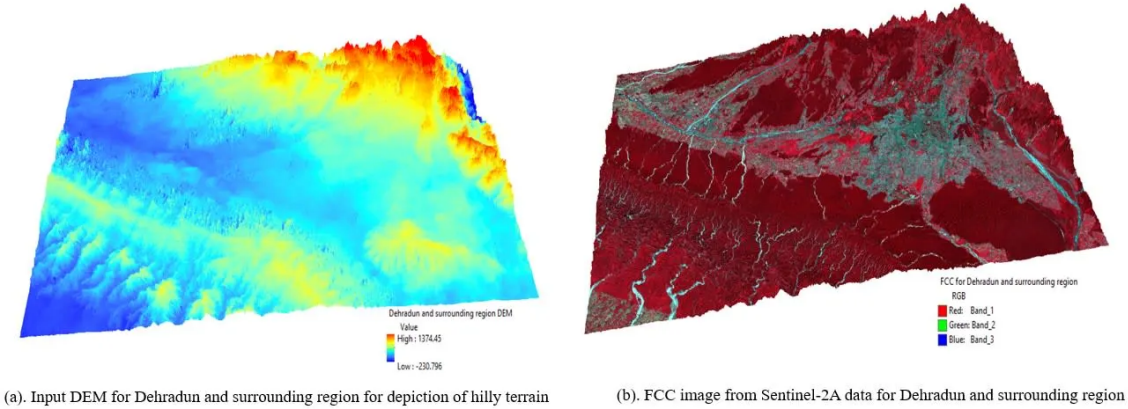 Dehradun and surrounding region DEM
Value
High : 1374.45
Low : -230.796
FCC for Dehradun and surrounding region
RGB
Red: Band_1
Green: Band_2
Blue: Band_3
(a). Input DEM for Dehradun and surrounding region for depiction of hilly terrain
(b). FCC image from Sentinel-2A data for Dehradun and surrounding region